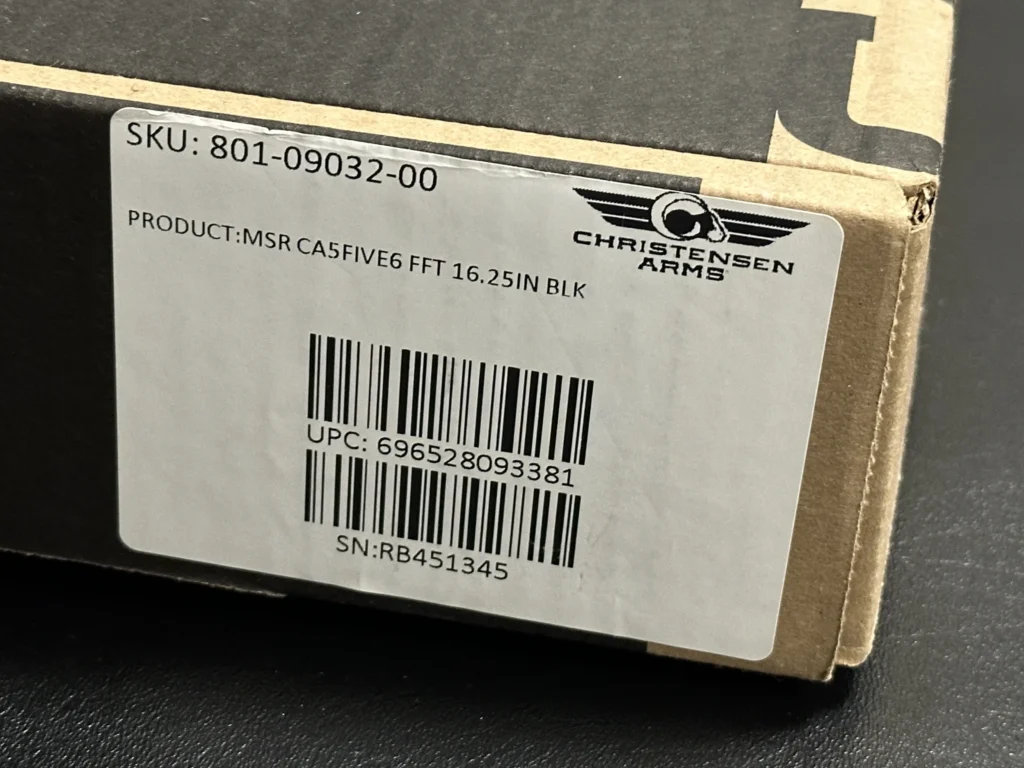 SKU: 801-09032-00
CHRISTENSEN
ARMS
PRODUCT:MSR CA5FIVE6 FFT 16.25IN BLK
UPC: 696528093381
SN:RB451345